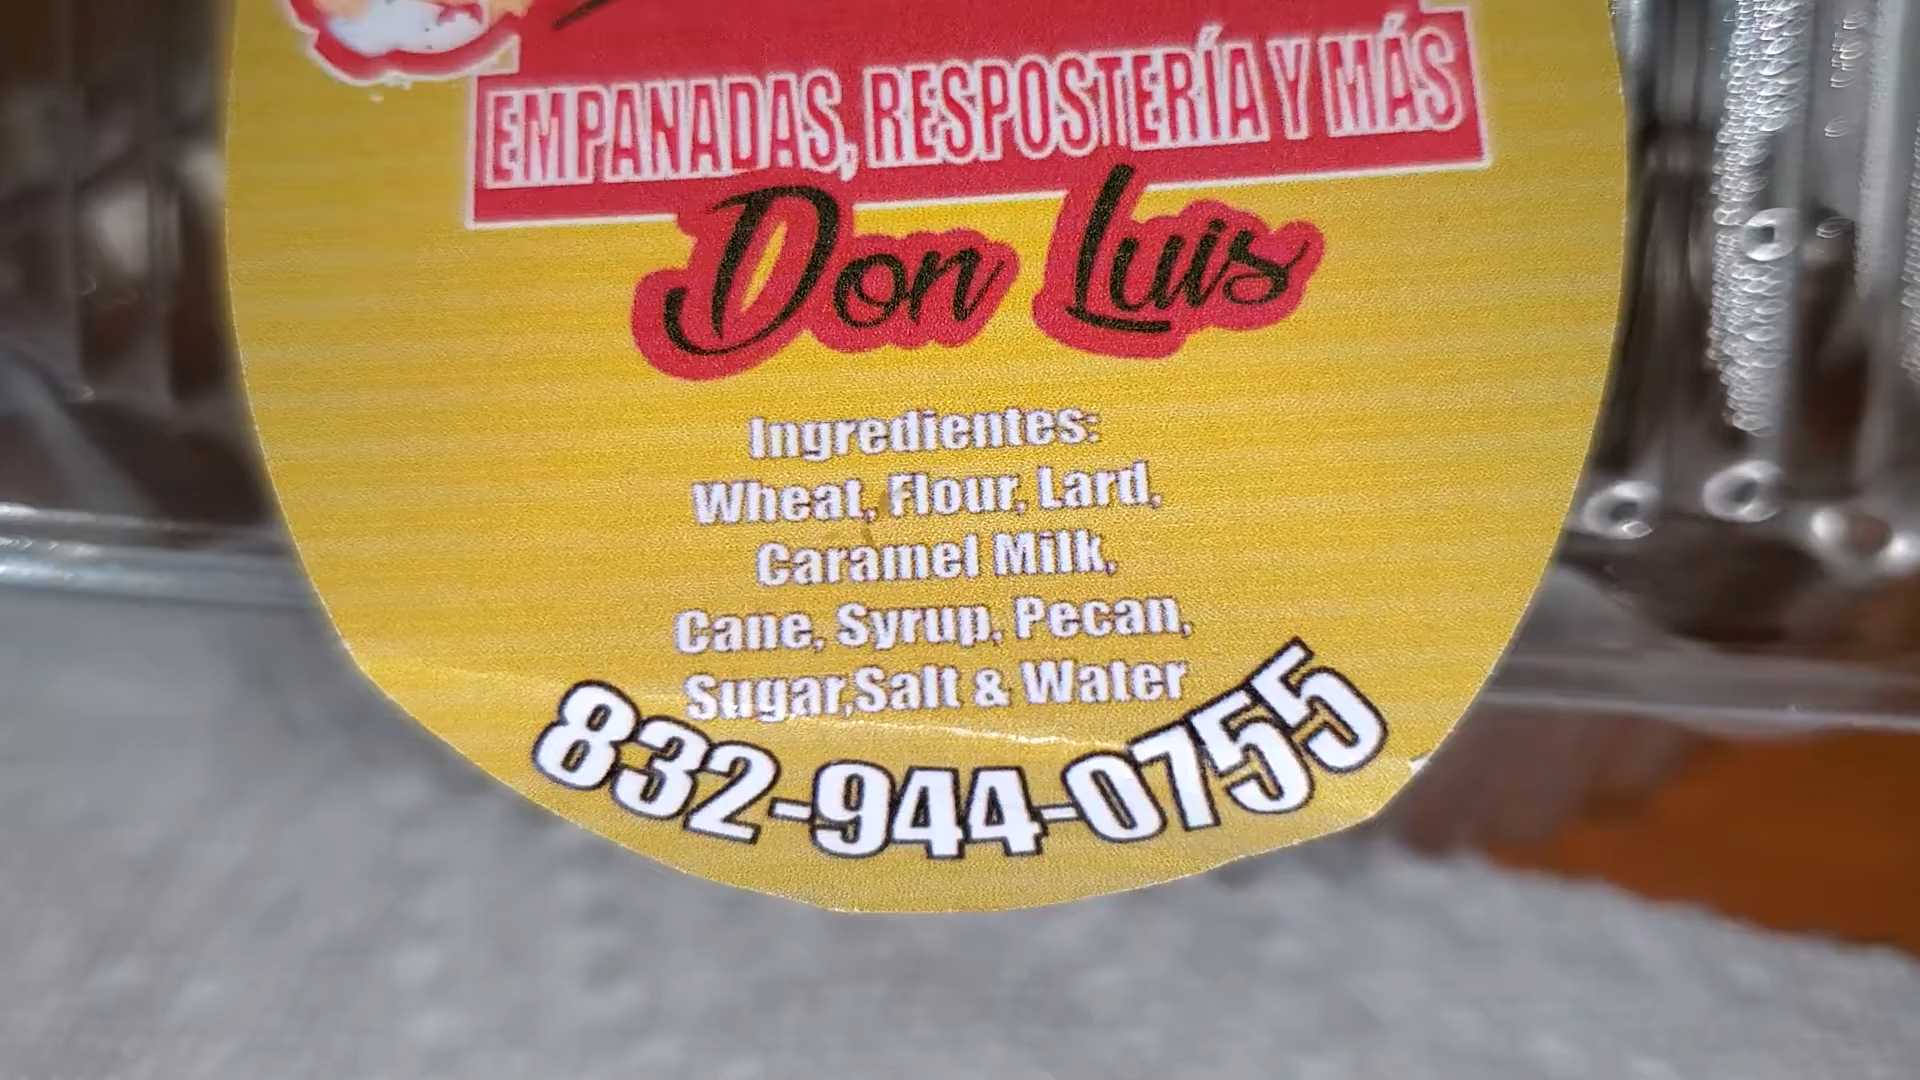 EMPANADAS, RESPOSTERÍA Y MÁS
Don Luis
Ingredientes:
Wheat, Flour, Lard,
Caramel Milk,
Cane, Syrup, Pecan,
Sugar,Salt & Water
832-944-0755